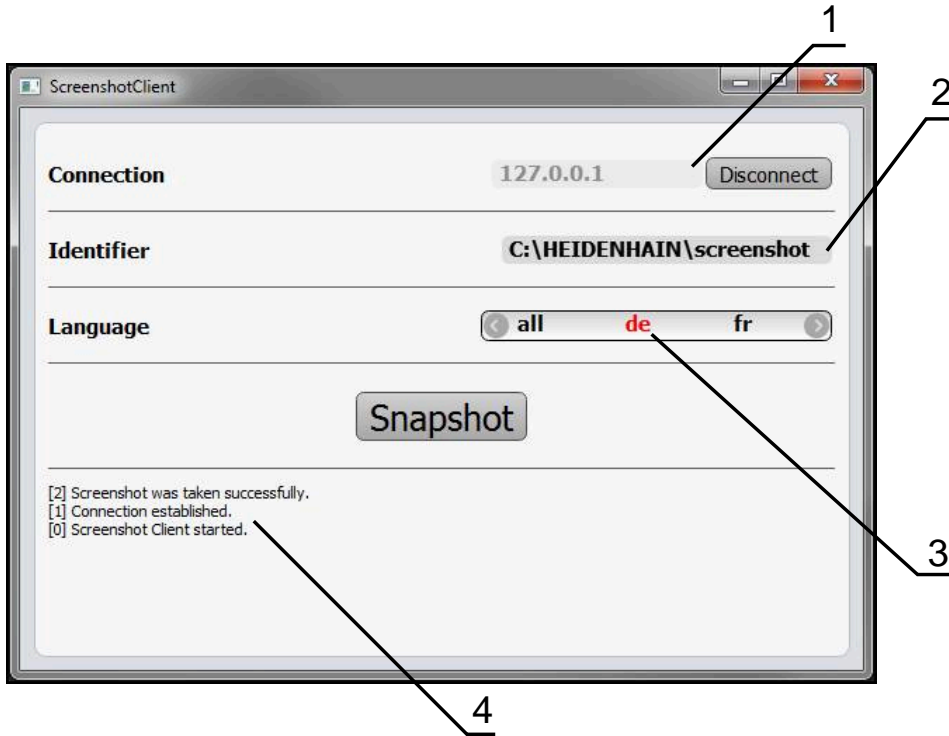 1
ScreenshotClient
2
Connection 127.0.0.1 Disconnect
Identifier C:\HEIDENHAIN\screenshot
Language all de fr
Snapshot
[2] Screenshot was taken successfully.
[1] Connection established.
[0] Screenshot Client started.
3
4